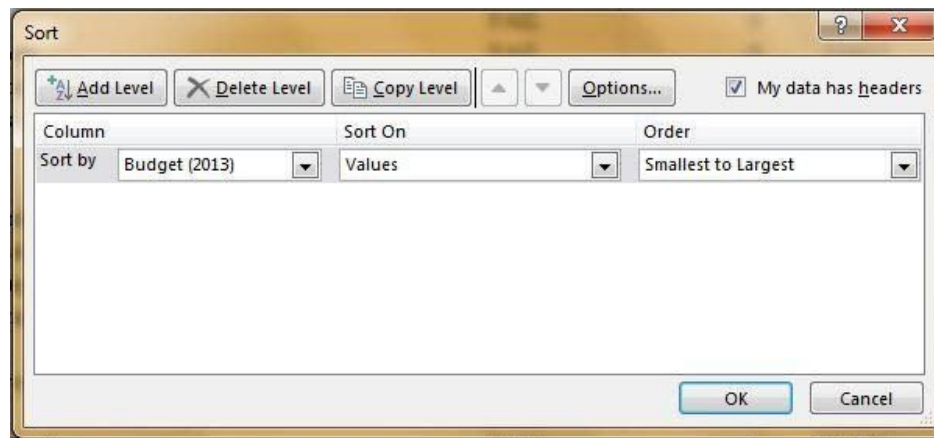 Sort
Add Level Delete Level Copy Level Options... My data has headers
Column Sort On Order
Sort by Budget (2013) Values Smallest to Largest
OK Cancel